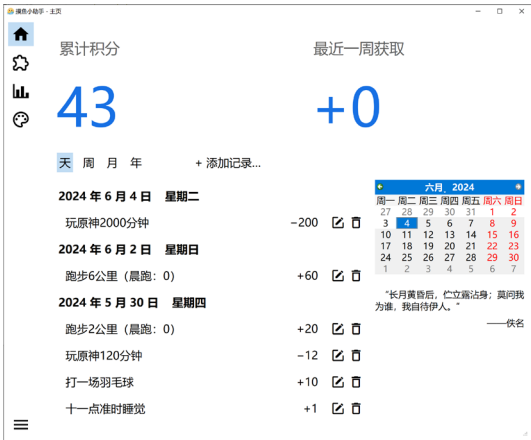 摸鱼小助手 - 主页
累计积分
最近一周获取
43
+0
天 周 月 年 + 添加记录...
2024 年 6 月 4 日 星期二
玩原神2000分钟 −200
2024 年 6 月 2 日 星期日
跑步6公里（晨跑：0） +60
2024 年 5 月 30 日 星期四
跑步2公里（晨跑：0） +20
玩原神120分钟 −12
打一场羽毛球 +10
十一点准时睡觉 +1
六月, 2024
周一 周二 周三 周四 周五 周六 周日
27 28 29 30 31 1 2
3 4 5 6 7 8 9
10 11 12 13 14 15 16
17 18 19 20 21 22 23
24 25 26 27 28 29 30
1 2 3 4 5 6 7
“长月黄昏后，伫立露沾身；莫问我
为谁，我自待伊人。”
——佚名